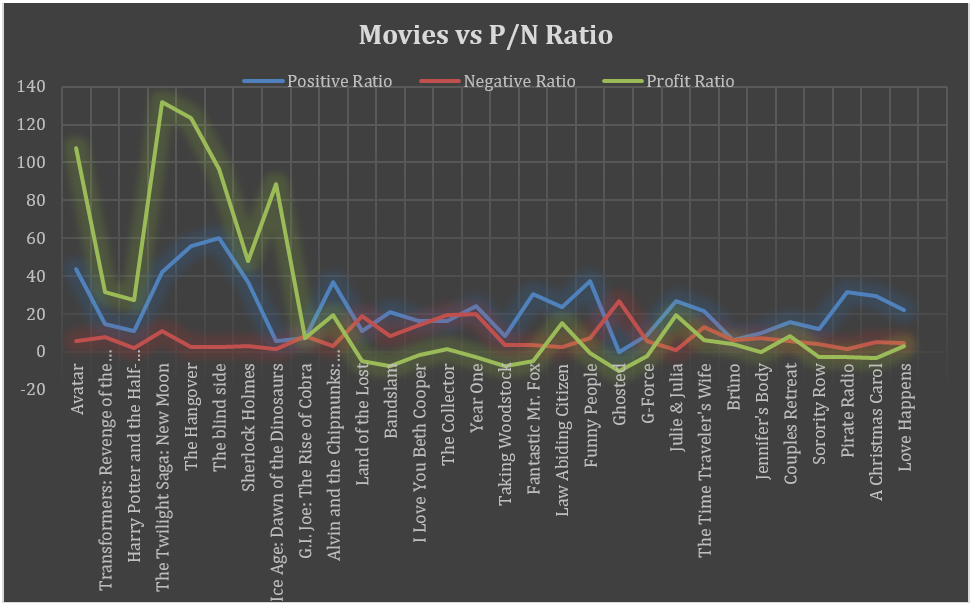 Movies vs P/N Ratio
Positive Ratio
Negative Ratio
Profit Ratio
140
120
100
80
60
40
20
0
-20
Avatar
Transformers: Revenge of the...
Harry Potter and the Half-...
The Twilight Saga: New Moon
The Hangover
The blind side
Sherlock Holmes
Ice Age: Dawn of the Dinosaurs
G.I. Joe: The Rise of Cobra
Alvin and the Chipmunks:...
Land of the Lost
Bandslam
I Love You Beth Cooper
The Collector
Year One
Taking Woodstock
Fantastic Mr. Fox
Law Abiding Citizen
Funny People
Ghosted
G-Force
Julie & Julia
The Time Traveler's Wife
Brüno
Jennifer's Body
Couples Retreat
Sorority Row
Pirate Radio
A Christmas Carol
Love Happens